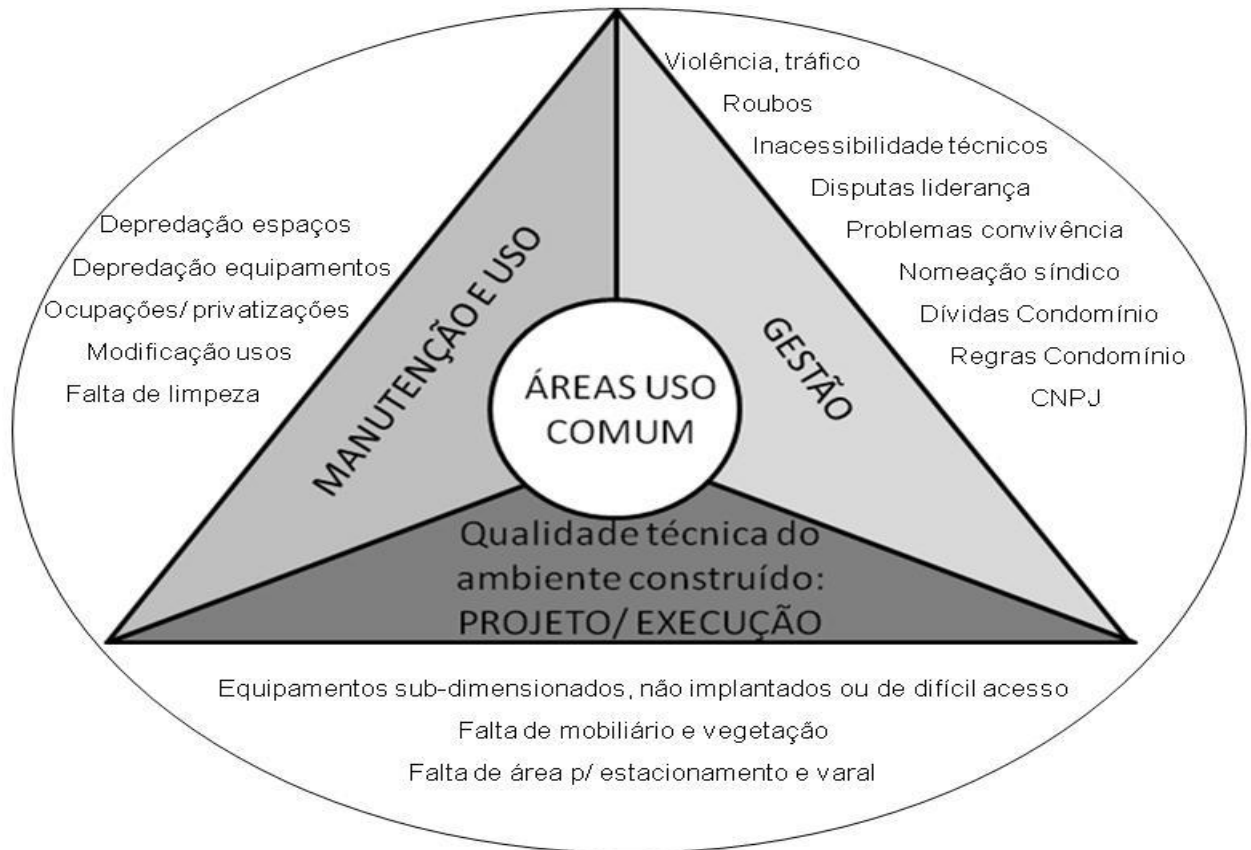 Violência, tráfico
Roubos
Inacessibilidade técnicos
Disputas liderança
Problemas convivência
Nomeação síndico
Dívidas Condomínio
Regras Condomínio
CNPJ
Depredação espaços
Depredação equipamentos
Ocupações/ privatizações
Modificação usos
Falta de limpeza
MANUTENÇÃO E USO
GESTÃO
ÁREAS USO
COMUM
Qualidade técnica do
ambiente construído:
PROJETO/ EXECUÇÃO
Equipamentos sub-dimensionados, não implantados ou de difícil acesso
Falta de mobiliário e vegetação
Falta de área p/ estacionamento e varal